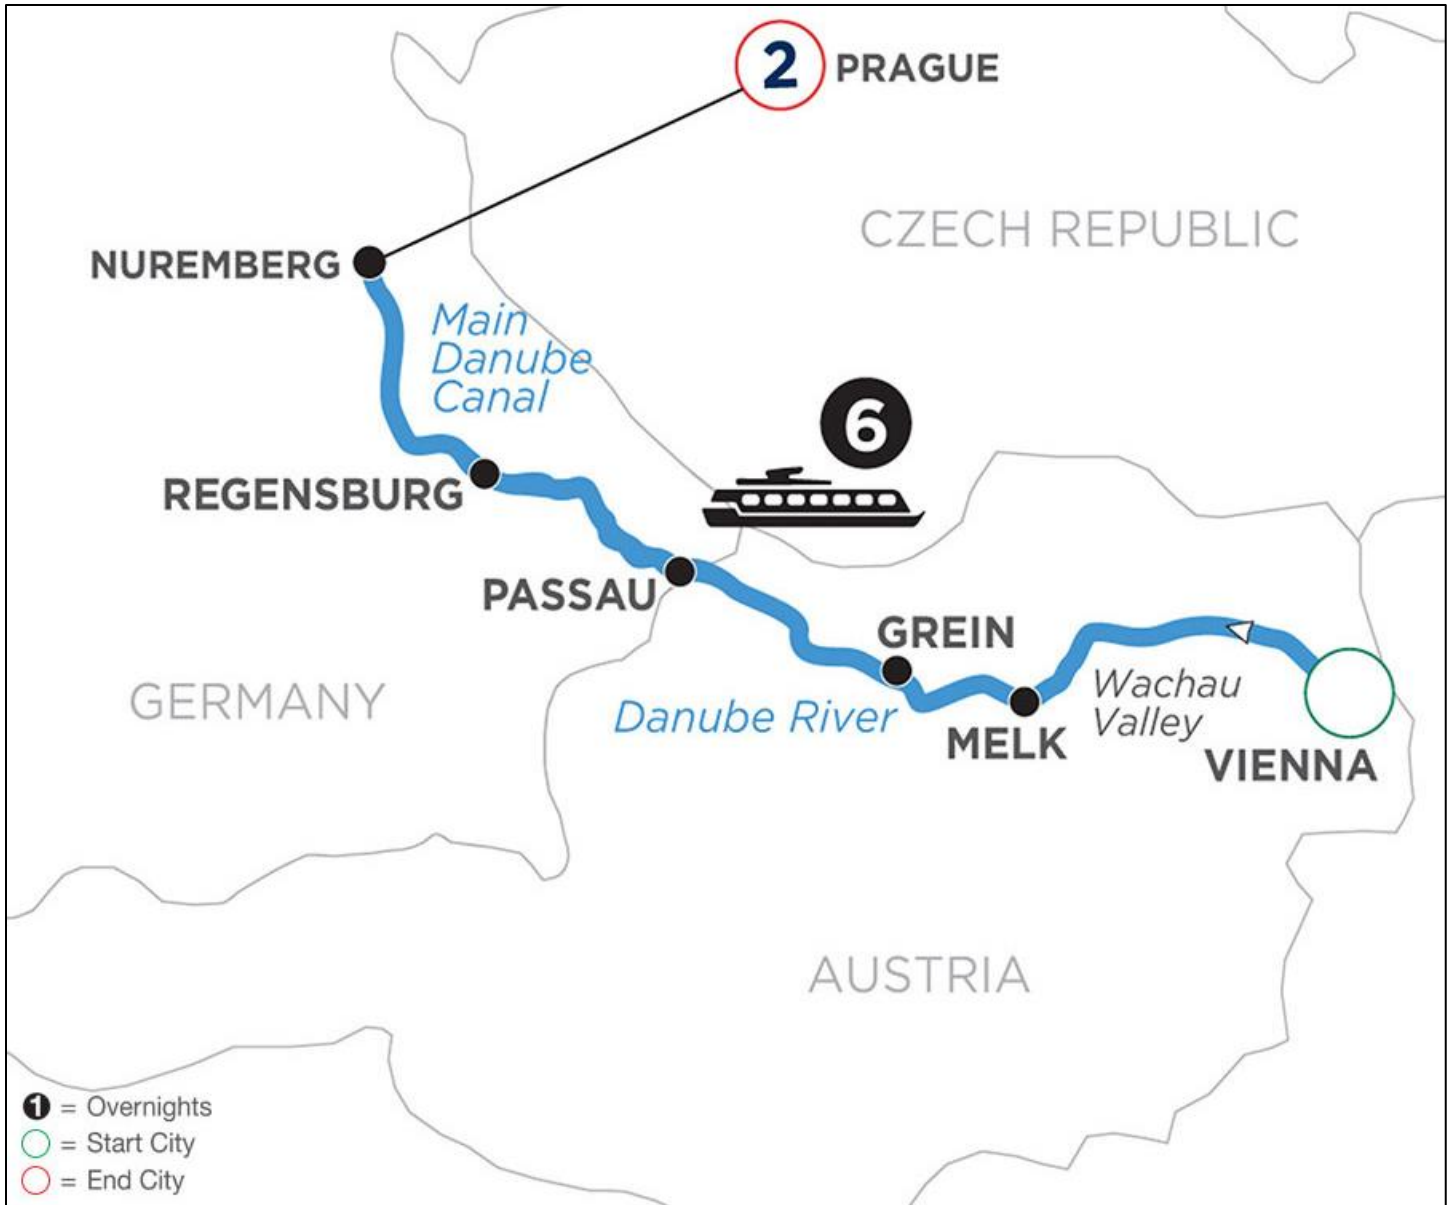 2 PRAGUE
CZECH REPUBLIC
NUREMBERG
Main
Danube
Canal
6
REGENSBURG
PASSAU
GREIN
GERMANY
Danube River
Wachau
Valley
MELK
VIENNA
AUSTRIA
1 = Overnights
= Start City
= End City